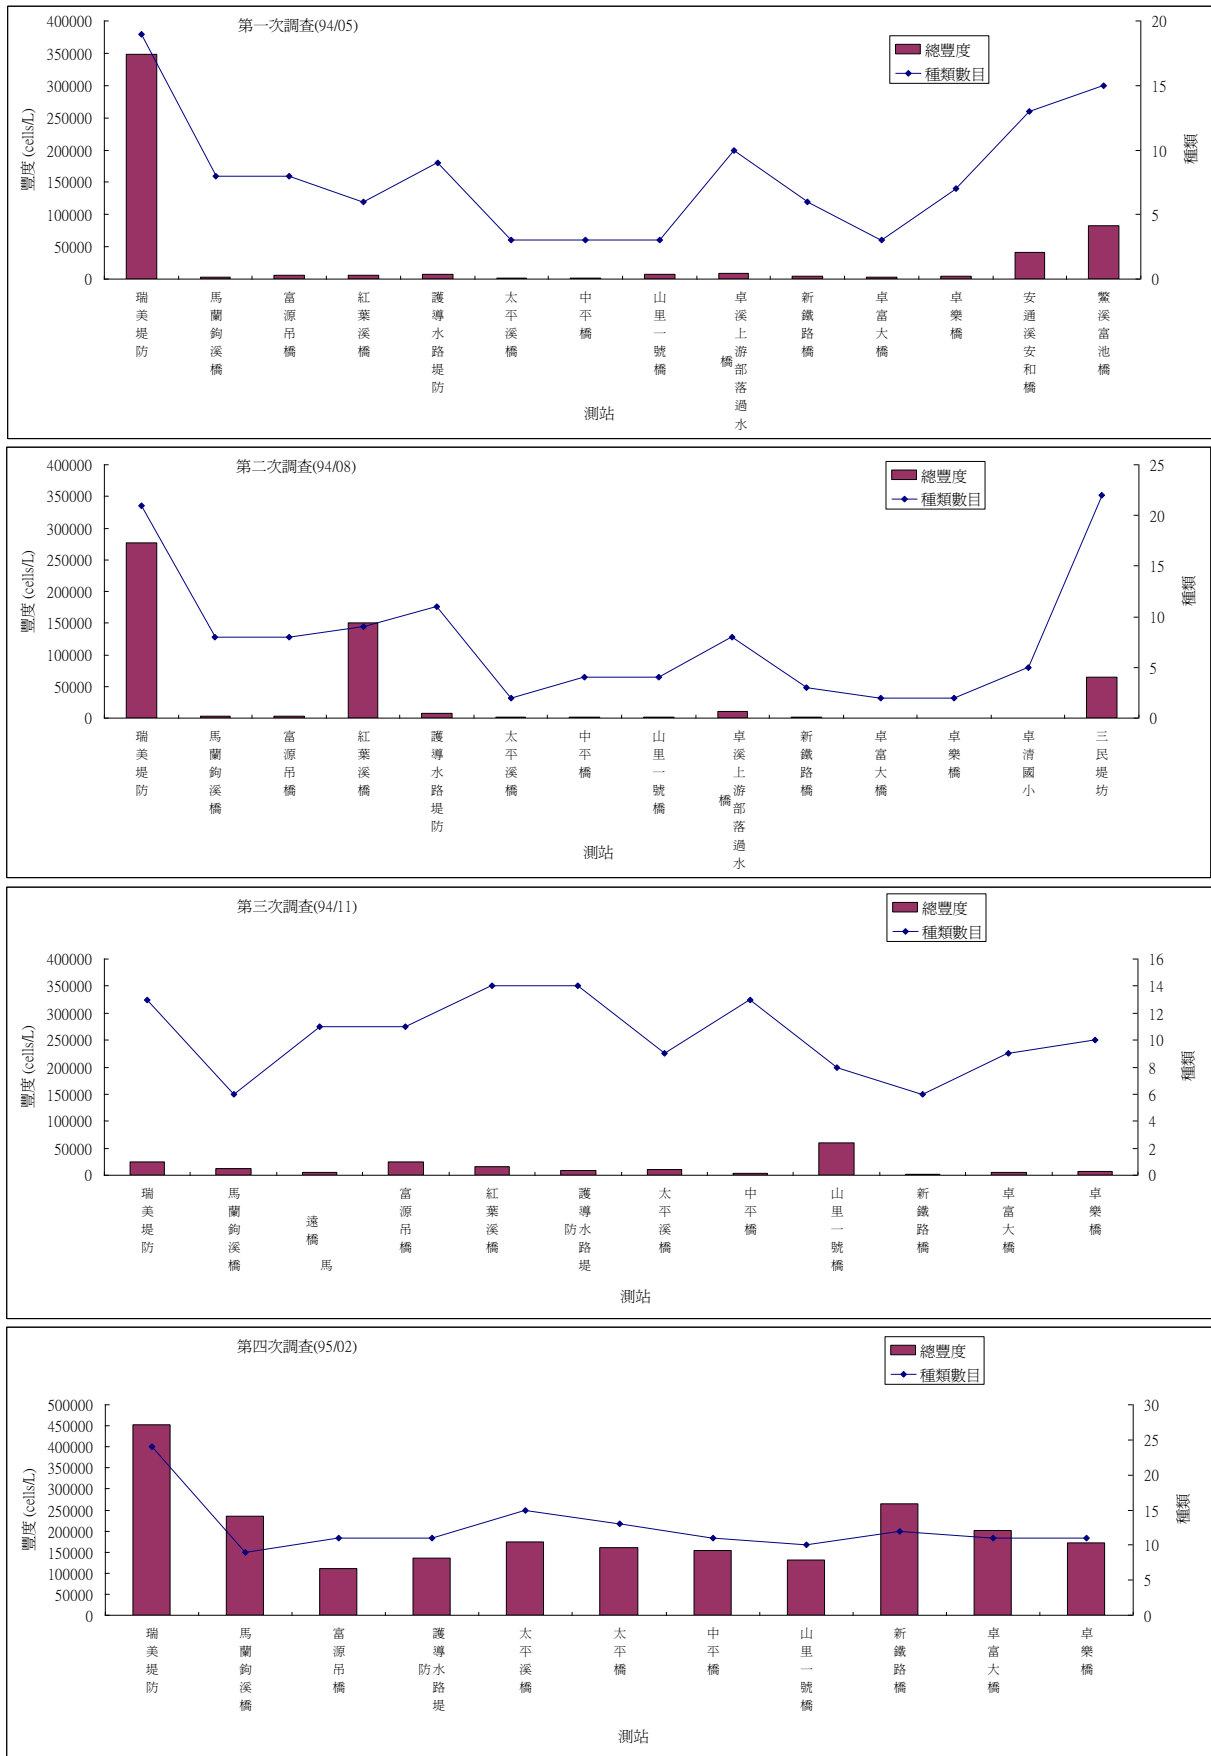 第一次調查(94/05)
總豐度
種類數目
豐度 (cells/L)
400000
350000
300000
250000
200000
150000
100000
50000
0
20
15
10
5
0
種類
瑞美堤防
馬蘭鉤溪橋
富源吊橋
紅葉溪橋
護導水路堤防
太平溪橋
中平橋
山里一號橋
卓溪上游部落過水
橋
新鐵路橋
卓富大橋
卓樂橋
安通溪安和橋
鱉溪富池橋
測站
第二次調查(94/08)
總豐度
種類數目
豐度 (cells/L)
400000
350000
300000
250000
200000
150000
100000
50000
0
25
20
15
10
5
0
種類
瑞美堤防
馬蘭鉤溪橋
富源吊橋
紅葉溪橋
護導水路堤防
太平溪橋
中平橋
山里一號橋
卓溪上游部落過水
橋
新鐵路橋
卓富大橋
卓樂橋
卓清國小
三民堤坊
測站
第三次調查(94/11)
總豐度
種類數目
豐度 (cells/L)
400000
350000
300000
250000
200000
150000
100000
50000
0
16
14
12
10
8
6
4
2
0
種類
瑞美堤防
馬蘭鉤溪橋
馬
遠橋
富源吊橋
紅葉溪橋
護導水路堤
防
太平溪橋
中平橋
山里一號橋
新鐵路橋
卓富大橋
卓樂橋
測站
第四次調查(95/02)
總豐度
種類數目
豐度 (cells/L)
500000
450000
400000
350000
300000
250000
200000
150000
100000
50000
0
30
25
20
15
10
5
0
種類
瑞美堤防
馬蘭鉤溪橋
富源吊橋
護導水路堤
防
太平溪橋
太平橋
中平橋
山里一號橋
新鐵路橋
卓富大橋
卓樂橋
測站